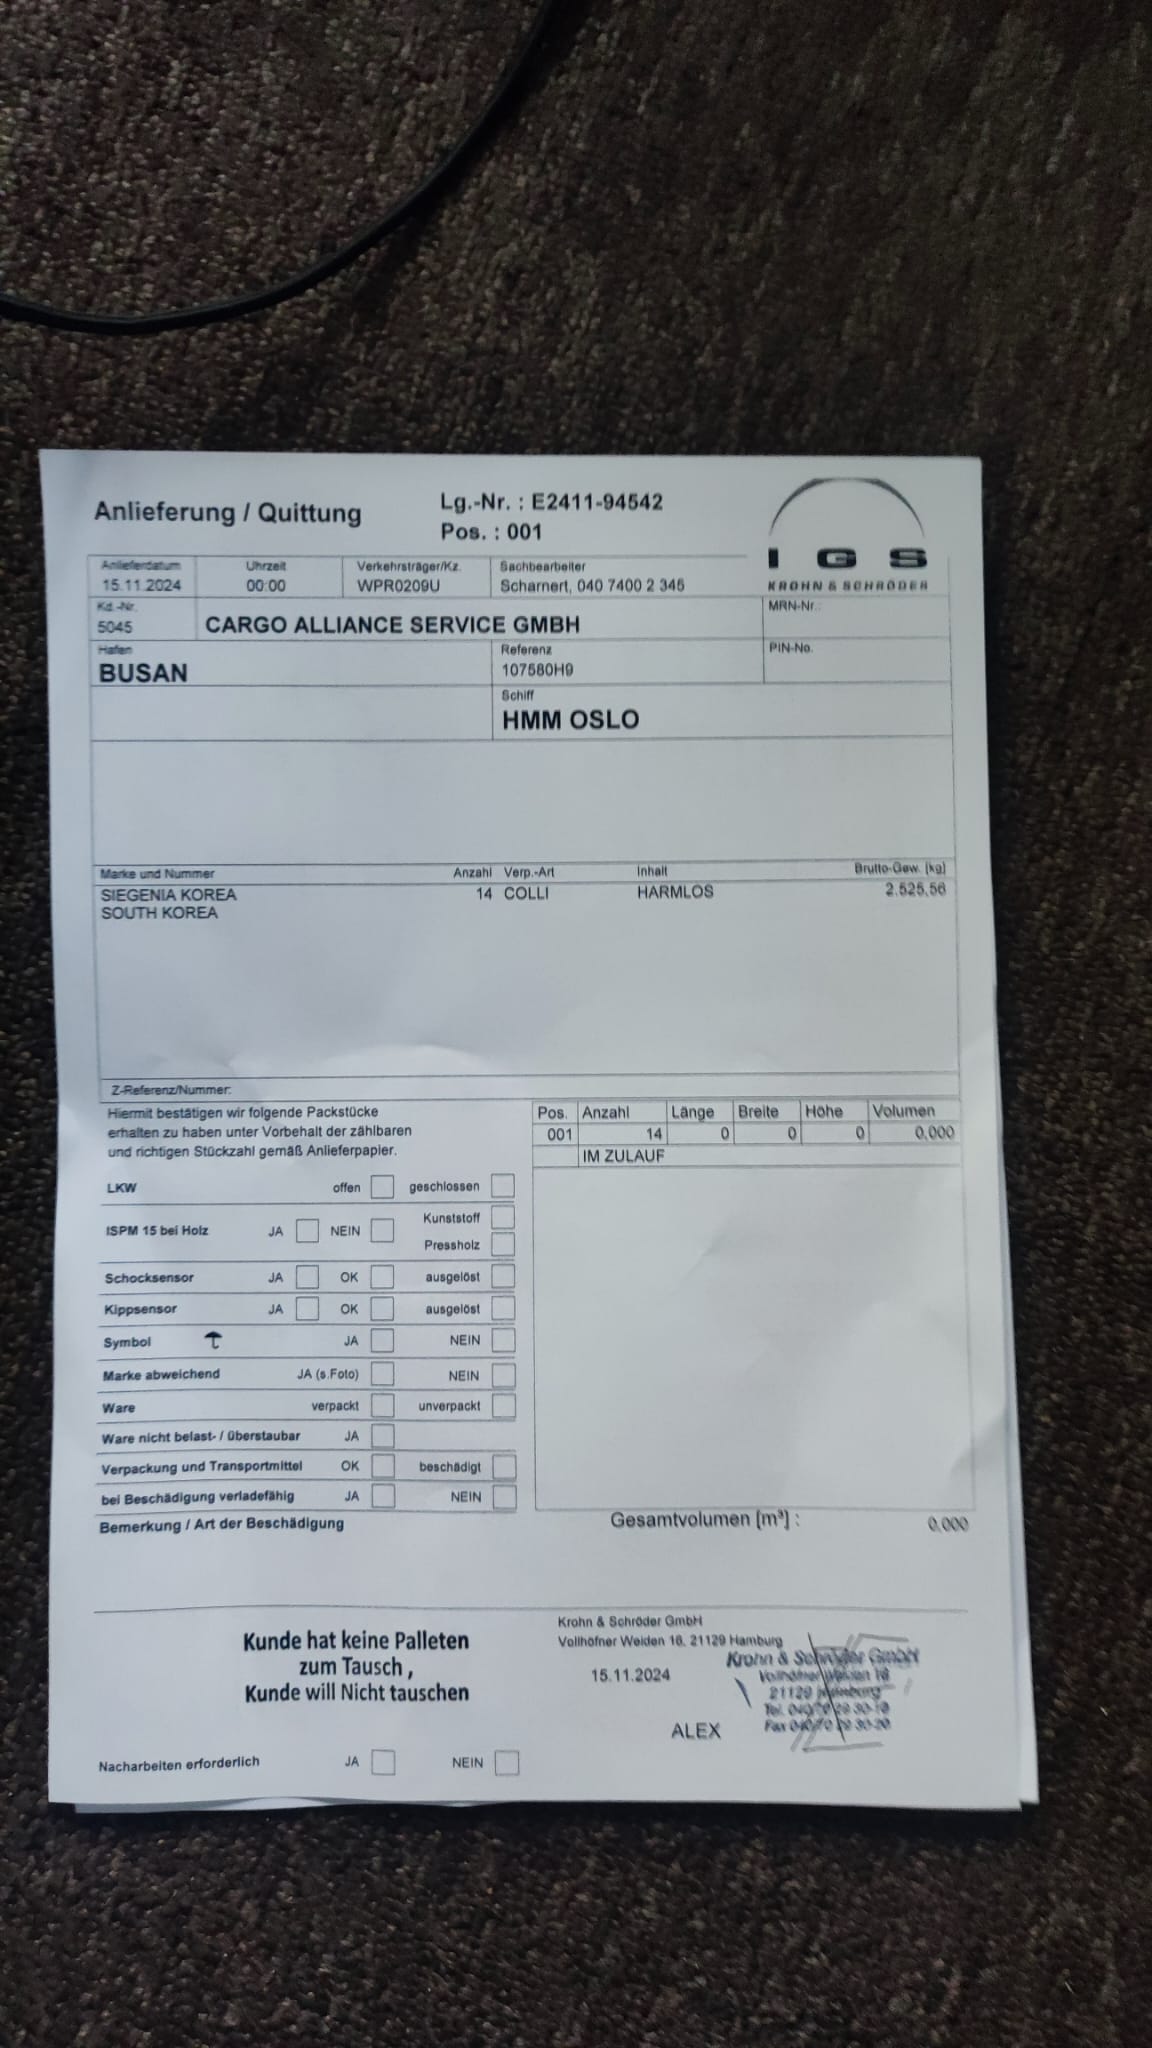 Anlieferung / Quittung
Lg.-Nr. : E2411-94542
Pos. : 001
I G S
KROHN & SCHRÖDER
Anlieferdatum Uhrzeit Verkehrsträger/Kz. Sachbearbeiter
15.11.2024 00:00 WPR0209U Scharnert, 040 7400 2 345
Kd.-Nr. MRN-Nr.:
5045 CARGO ALLIANCE SERVICE GMBH
Hafen Referenz PIN-No.
BUSAN 107580H9
Schiff
HMM OSLO
Marke und Nummer Anzahl Verp.-Art Inhalt Brutto-Gew. [kg]
SIEGENIA KOREA 14 COLLI HARMLOS 2.525,56
SOUTH KOREA
Z-Referenz/Nummer:
Hiermit bestätigen wir folgende Packstücke
erhalten zu haben unter Vorbehalt der zählbaren
und richtigen Stückzahl gemäß Anlieferpapier.
Pos. Anzahl Länge Breite Höhe Volumen
001 14 0 0 0 0,000
IM ZULAUF
LKW offen geschlossen
ISPM 15 bei Holz JA NEIN Kunststoff
Pressholz
Schocksensor JA OK ausgelöst
Kippsensor JA OK ausgelöst
Symbol JA NEIN
Marke abweichend JA (s.Foto) NEIN
Ware verpackt unverpackt
Ware nicht belast- / überstaubar JA
Verpackung und Transportmittel OK beschädigt
bei Beschädigung verladefähig JA NEIN
Bemerkung / Art der Beschädigung
Gesamtvolumen [m³] : 0,000
Kunde hat keine Palleten
zum Tausch ,
Kunde will Nicht tauschen
Krohn & Schröder GmbH
Vollhöfner Weiden 16, 21129 Hamburg
15.11.2024
ALEX
Krohn & Schröder GmbH
Vollhöfner Weiden 16
21129 Hamburg
Nacharbeiten erforderlich JA NEIN